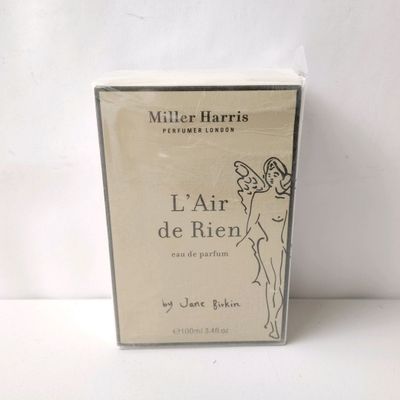 Miller Harris
PERFUMER LONDON
L'Air
de Rien
eau de parfum
by Jane Birkin
℮100ml 3.4fl oz